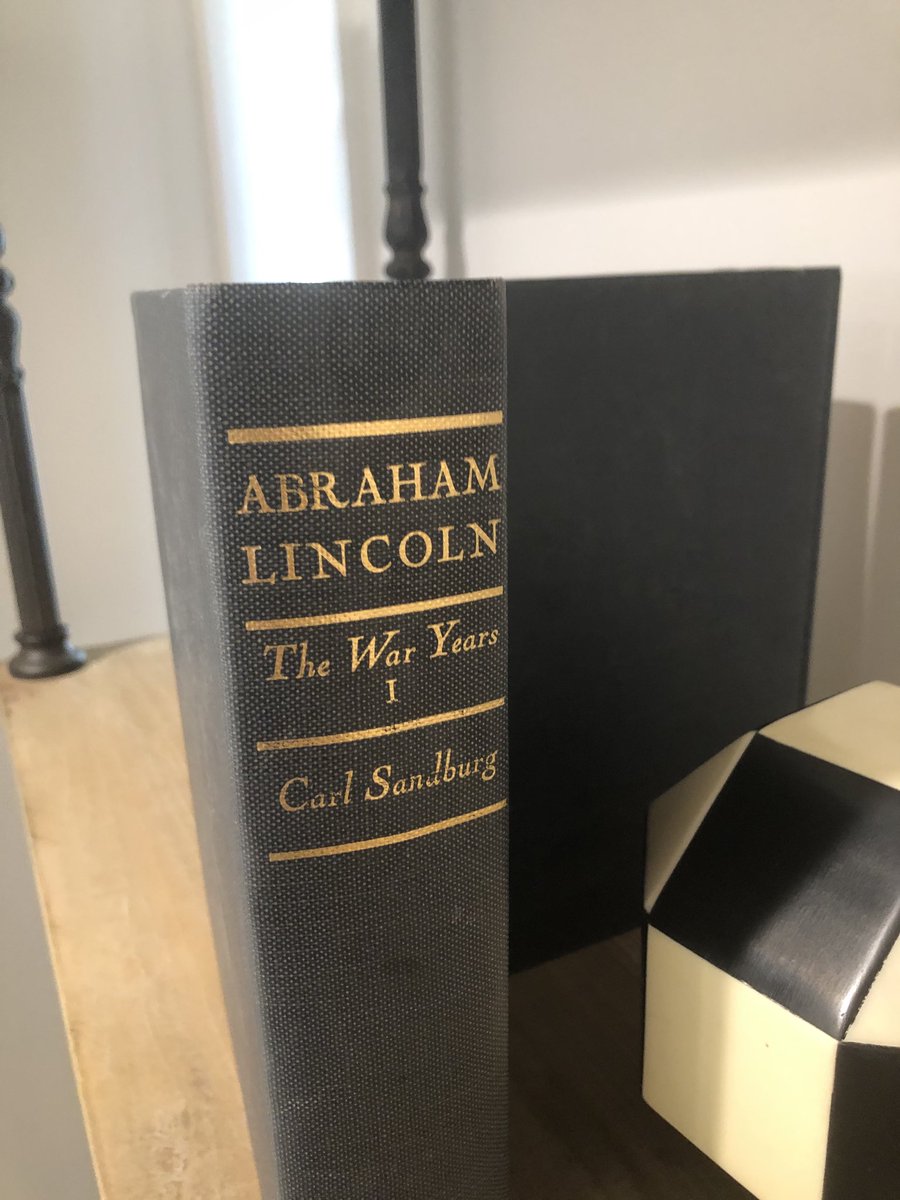 ABRAHAM
LINCOLN
The War Years
I
Carl Sandburg